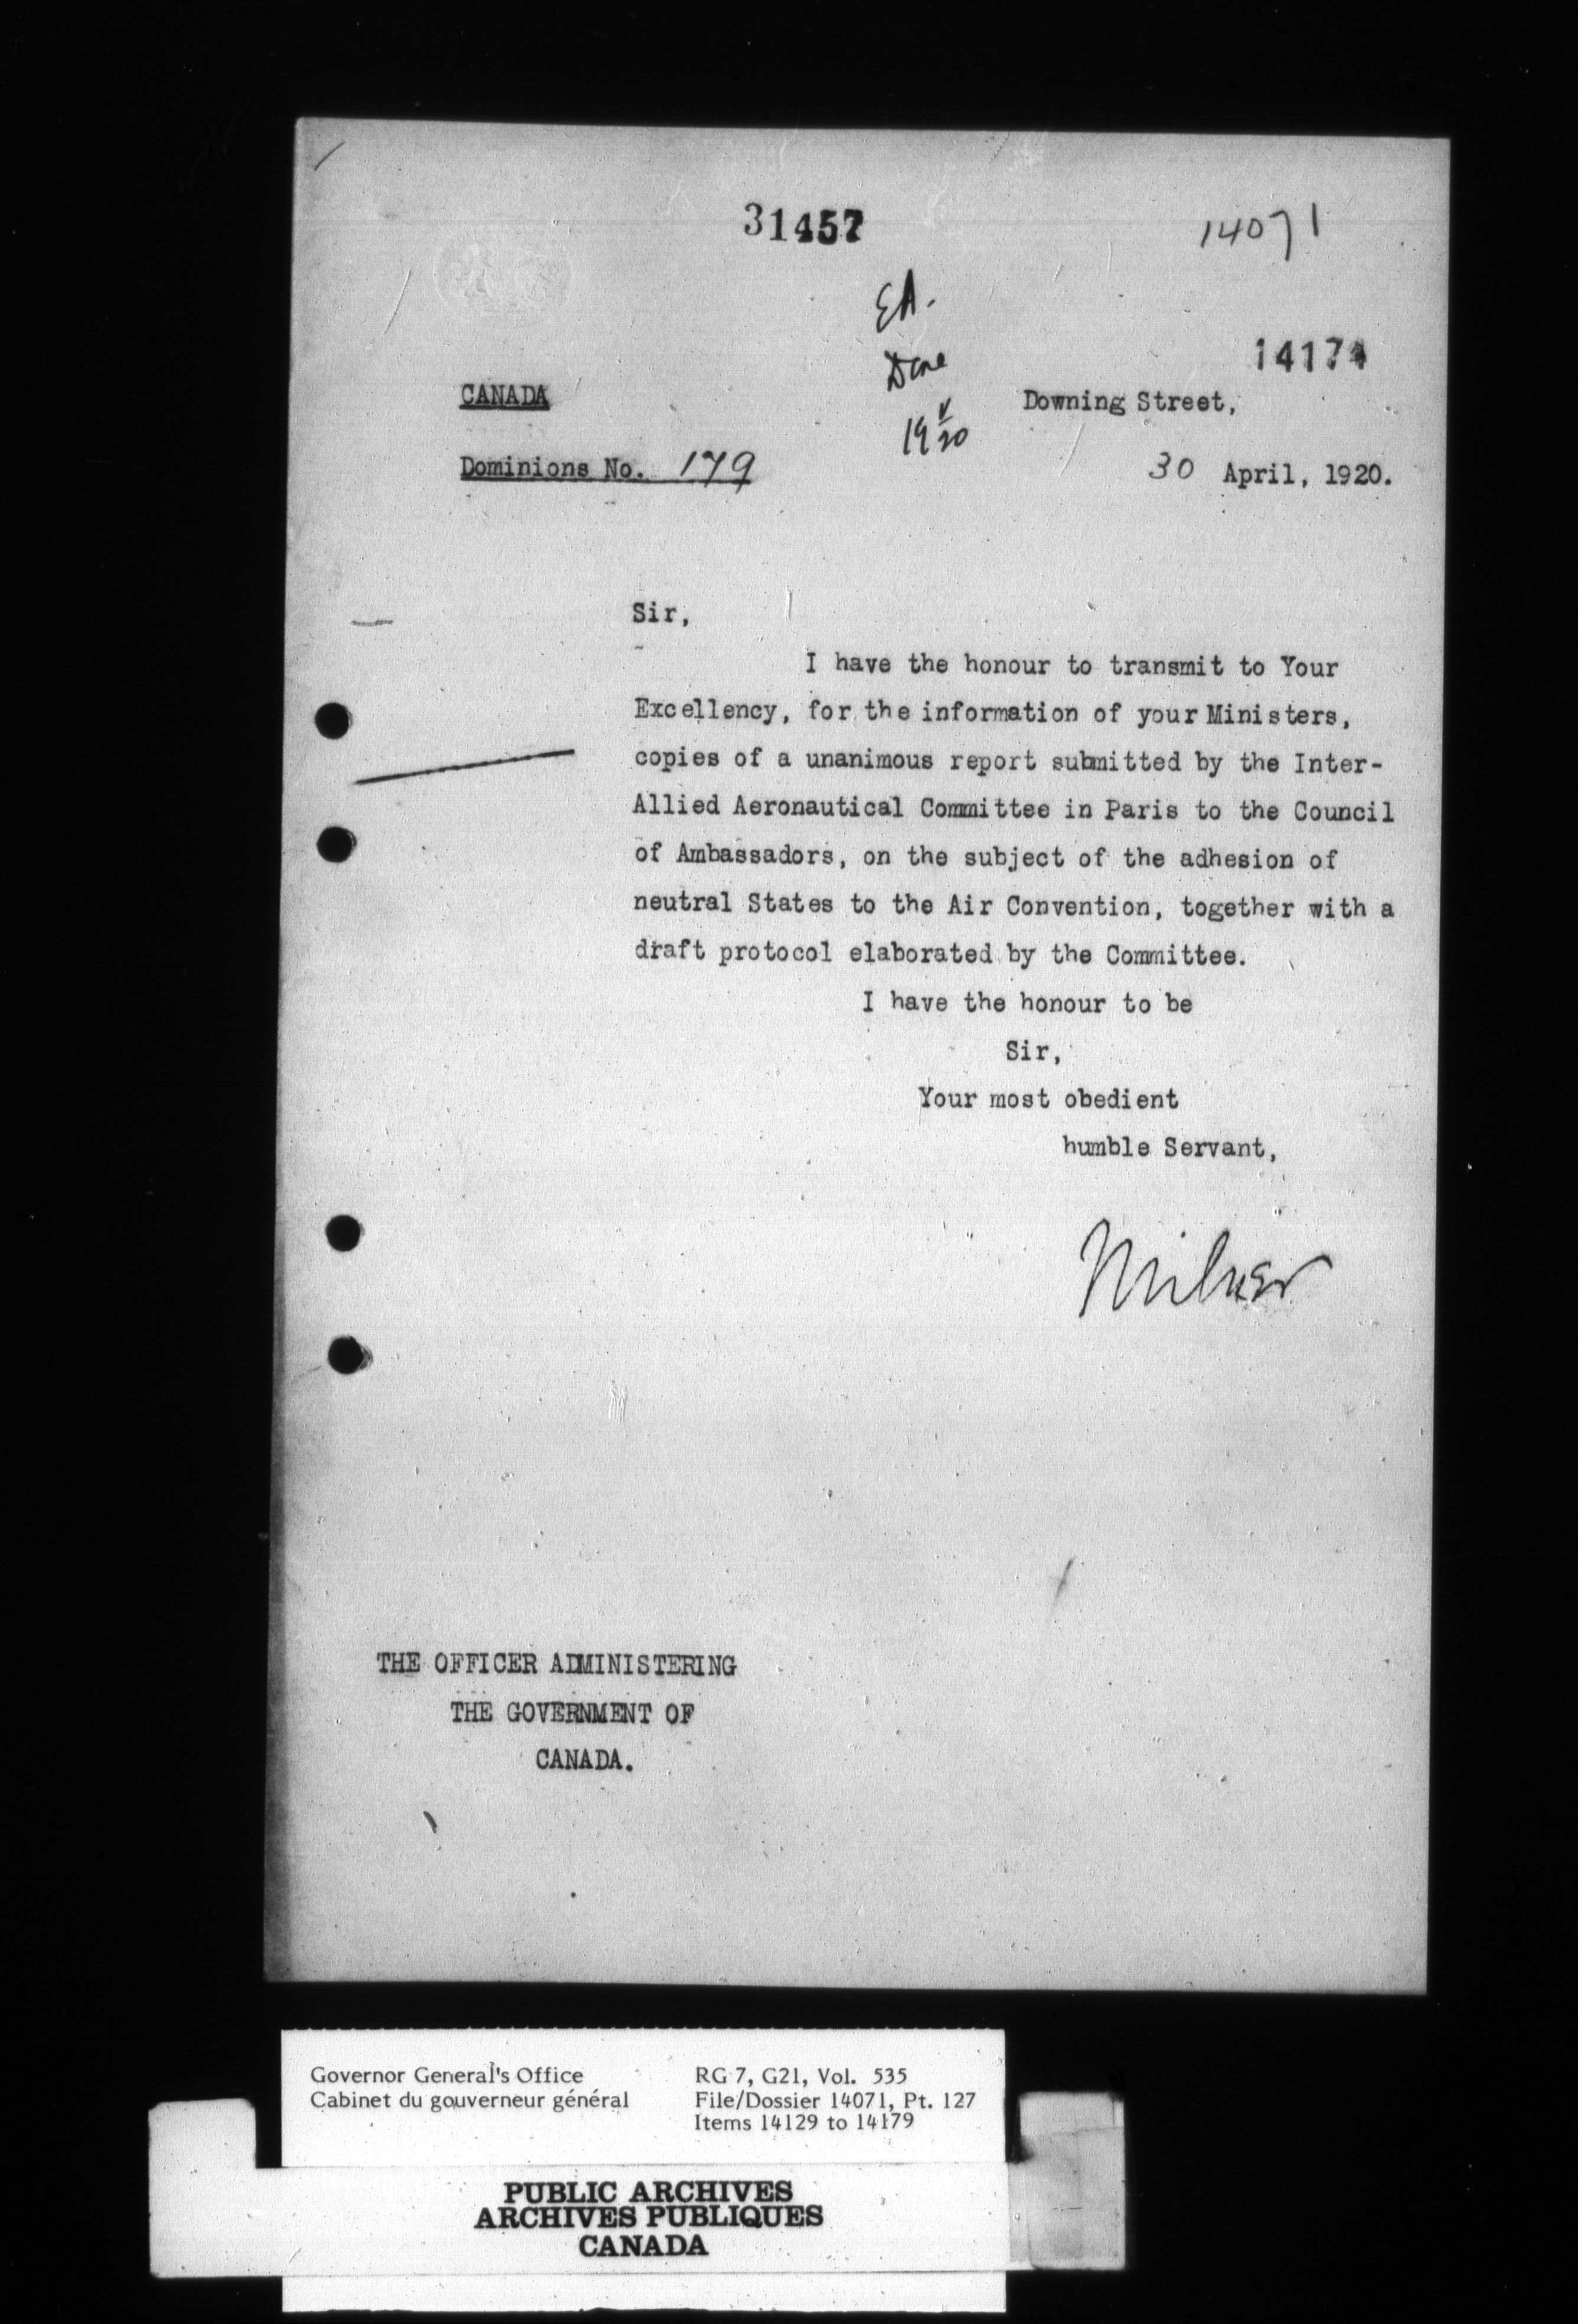 31457
14071
EA.
Done
19 V 20
14174
CANADA
Downing Street,
Dominions No. 179
30 April, 1920.
Sir,
I have the honour to transmit to Your
Excellency, for the information of your Ministers,
copies of a unanimous report submitted by the Inter-
Allied Aeronautical Committee in Paris to the Council
of Ambassadors, on the subject of the adhesion of
neutral States to the Air Convention, together with a
draft protocol elaborated by the Committee.
I have the honour to be
Sir,
Your most obedient
humble Servant,
Milner
THE OFFICER ADMINISTERING
THE GOVERNMENT OF
CANADA.
Governor General's Office
Cabinet du gouverneur général
RG 7, G21, Vol. 535
File/Dossier 14071, Pt. 127
Items 14129 to 14179
PUBLIC ARCHIVES
ARCHIVES PUBLIQUES
CANADA